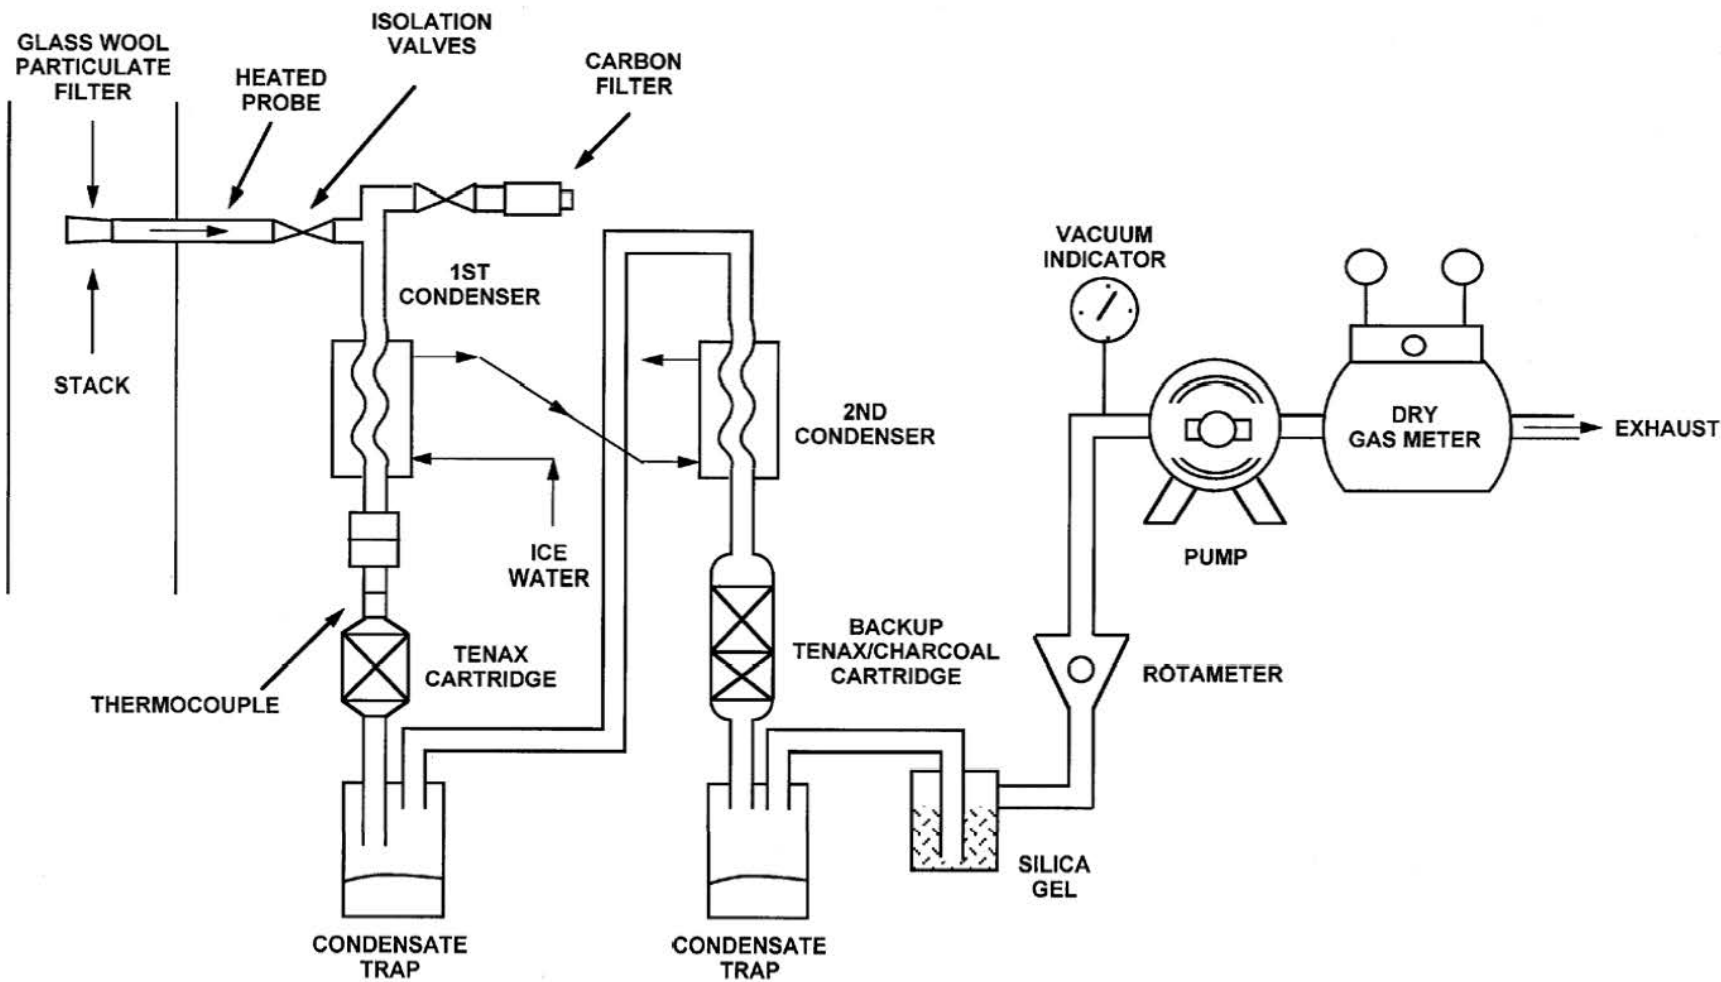 ISOLATION
VALVES
GLASS WOOL
PARTICULATE
FILTER
HEATED
PROBE
CARBON
FILTER
VACUUM
INDICATOR
1ST
CONDENSER
STACK
2ND
CONDENSER
DRY
GAS METER
EXHAUST
ICE
WATER
PUMP
THERMOCOUPLE
TENAX
CARTRIDGE
BACKUP
TENAX/CHARCOAL
CARTRIDGE
ROTAMETER
SILICA
GEL
CONDENSATE
TRAP
CONDENSATE
TRAP